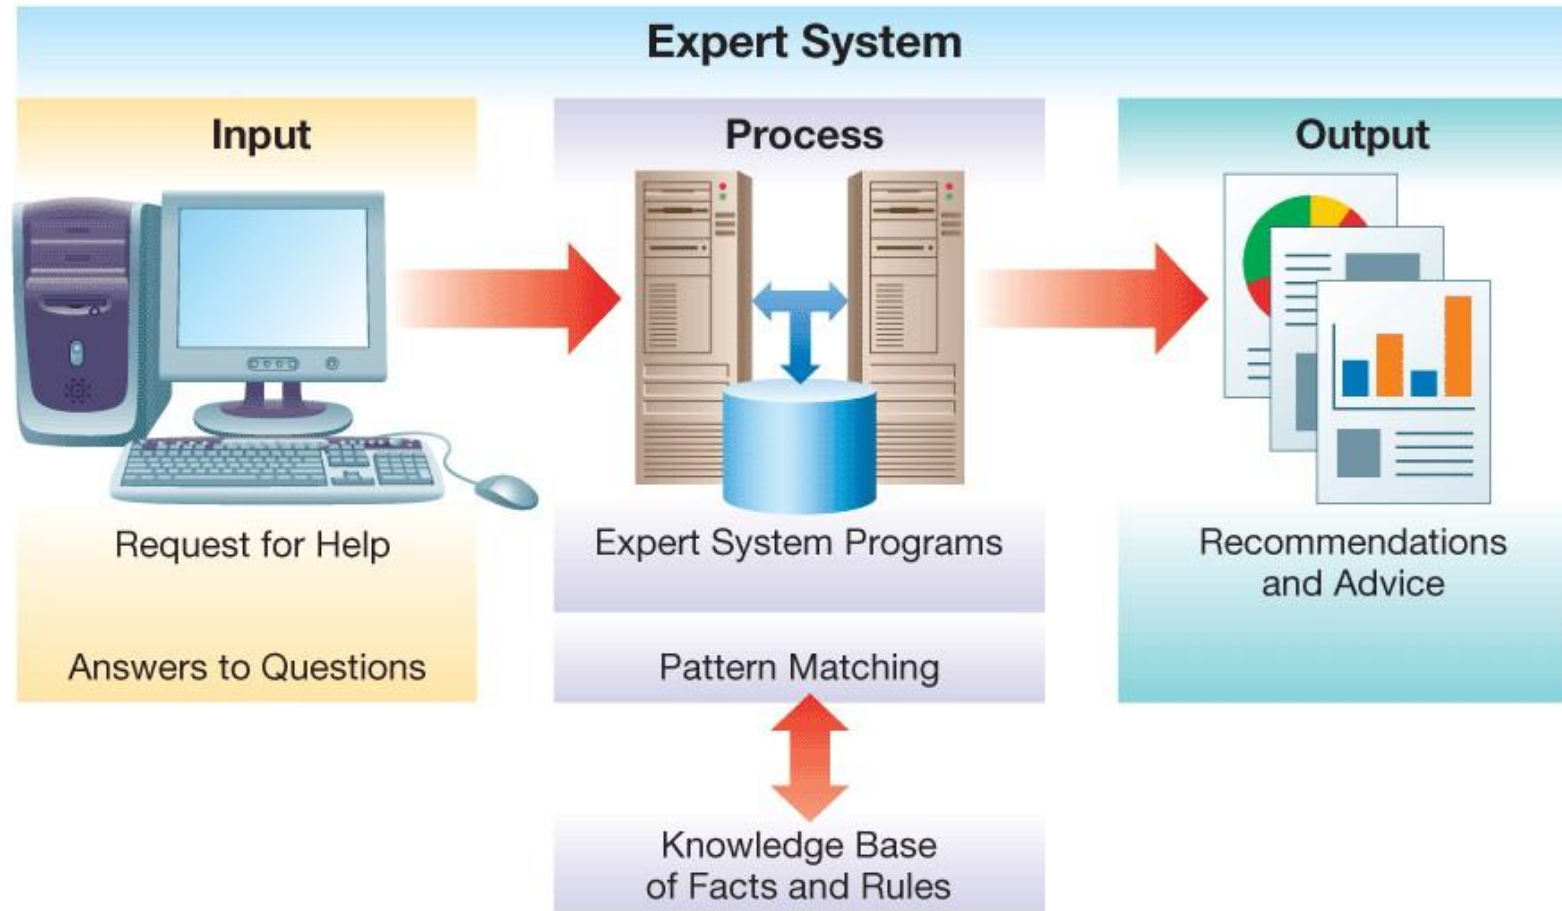 Expert System
Input
Request for Help
Answers to Questions
Process
Expert System Programs
Pattern Matching
Knowledge Base
of Facts and Rules
Output
Recommendations
and Advice